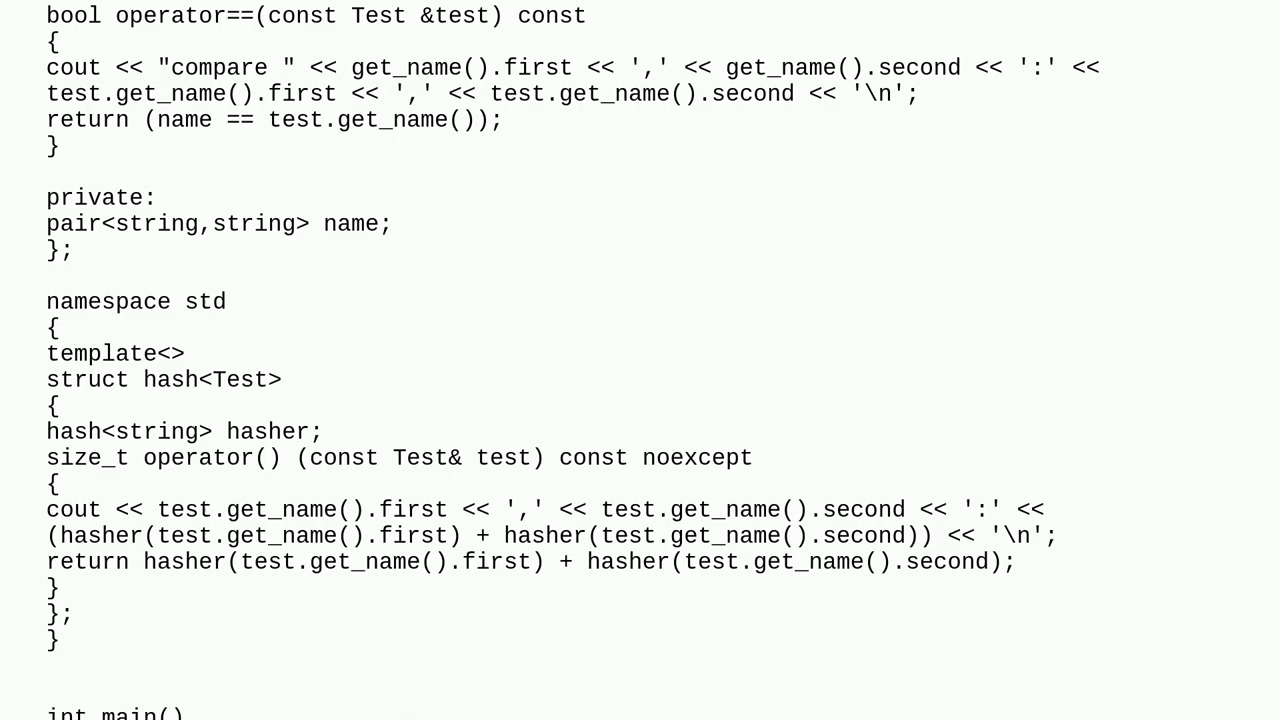 bool operator==(const Test &test) const
{
cout << "compare " << get_name().first << ',' << get_name().second << ':' <<
test.get_name().first << ',' << test.get_name().second << '\n';
return (name == test.get_name());
}
private:
pair<string,string> name;
};
namespace std
{
template<>
struct hash<Test>
{
hash<string> hasher;
size_t operator() (const Test& test) const noexcept
{
cout << test.get_name().first << ',' << test.get_name().second << ':' <<
(hasher(test.get_name().first) + hasher(test.get_name().second)) << '\n';
return hasher(test.get_name().first) + hasher(test.get_name().second);
}
};
}
int main()